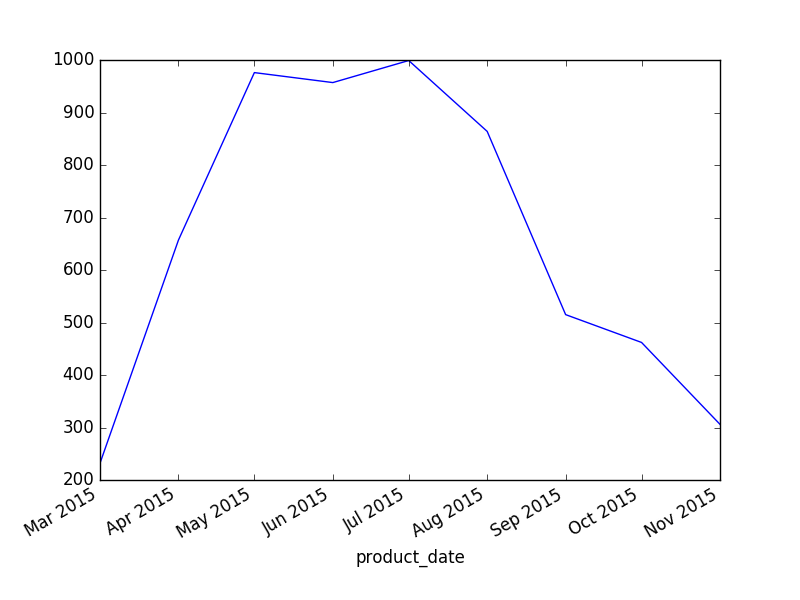 1000
900
800
700
600
500
400
300
200
Mar 2015
Apr 2015
May 2015
Jun 2015
Jul 2015
Aug 2015
Sep 2015
Oct 2015
Nov 2015
product_date